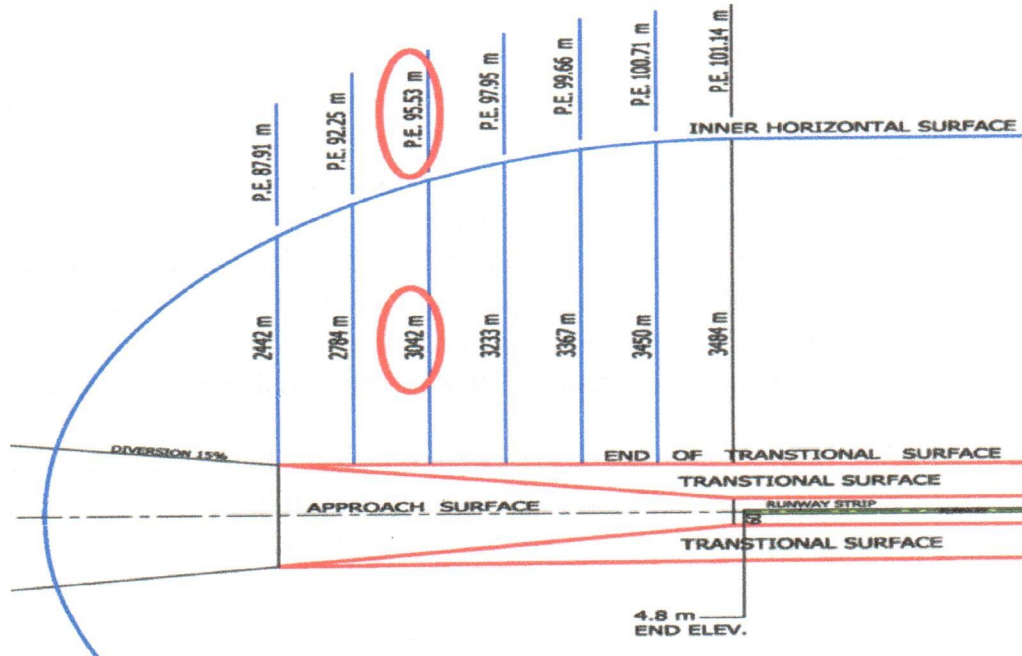 P.E. 87.91 m
P.E. 92.25 m
P.E. 95.53 m
P.E. 97.95 m
P.E. 99.66 m
P.E. 100.71 m
P.E. 101.14 m
INNER HORIZONTAL SURFACE
2442 m
2784 m
3042 m
3233 m
3367 m
3450 m
3484 m
DIVERSION 15%
END OF TRANSTIONAL SURFACE
TRANSTIONAL SURFACE
APPROACH SURFACE
RUNWAY STRIP
60
TRANSTIONAL SURFACE
4.8 m
END ELEV.